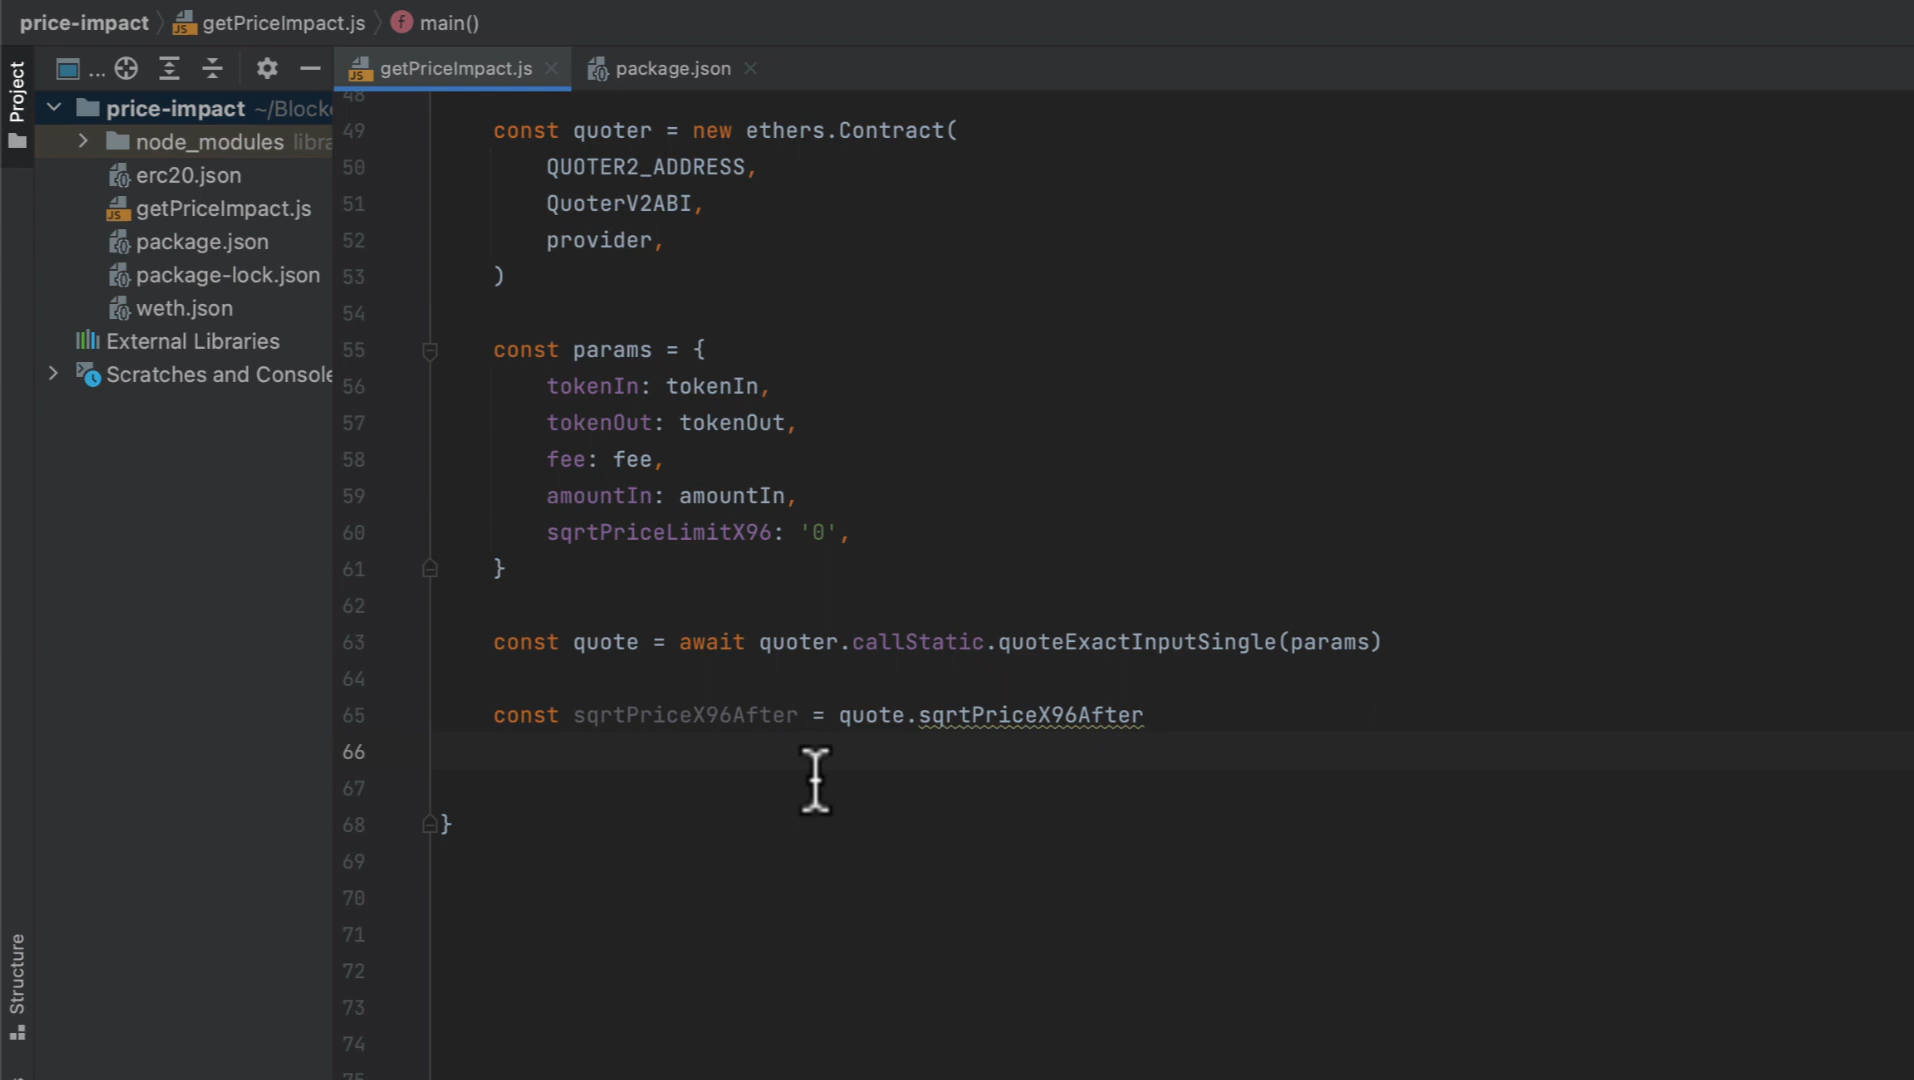 price-impact getPriceImpact.js f main()
Project
...
getPriceImpact.js
package.json
price-impact ~/Blocke
node_modules libra
erc20.json
getPriceImpact.js
package.json
package-lock.json
weth.json
External Libraries
Scratches and Console
Structure
48
49 const quoter = new ethers.Contract(
50 QUOTER2_ADDRESS,
51 QuoterV2ABI,
52 provider,
53 )
54
55 const params = {
56 tokenIn: tokenIn,
57 tokenOut: tokenOut,
58 fee: fee,
59 amountIn: amountIn,
60 sqrtPriceLimitX96: '0',
61 }
62
63 const quote = await quoter.callStatic.quoteExactInputSingle(params)
64
65 const sqrtPriceX96After = quote.sqrtPriceX96After
66
67
68 }
69
70
71
72
73
74
75